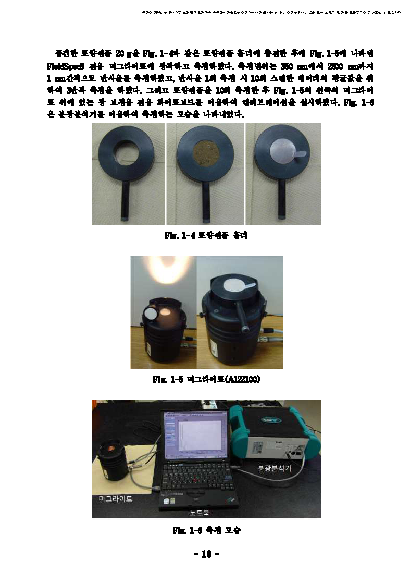 풍건한 토양샘플 20 g을 Fig. 1-4와 같은 토양샘플 홀더에 충전한 후에 Fig. 1-5에 나타낸
FieldSpec3 전용 머그라이트에 장착하고 측정하였다. 측정범위는 350 nm에서 2500 nm까지
1 nm간격으로 반사율을 측정하였고, 반사율 1회 측정 시 10회 스캔한 데이터의 평균값을 취
하여 3반복 측정을 하였다. 그리고 토양샘플을 10회 측정한 후 Fig. 1-5의 왼쪽의 머그라이
트 위에 있는 광 보정용 전용 화이트보드를 이용하여 캘리브레이션을 실시하였다. Fig. 1-6
은 분광분석기를 이용하여 측정하는 모습을 나타내었다.
Fig. 1-4 토양샘플 홀더
Fig. 1-5 머그라이트(A122100)
분광분석기
머그라이트
노트북
Fig. 1-6 측정 모습
- 10 -